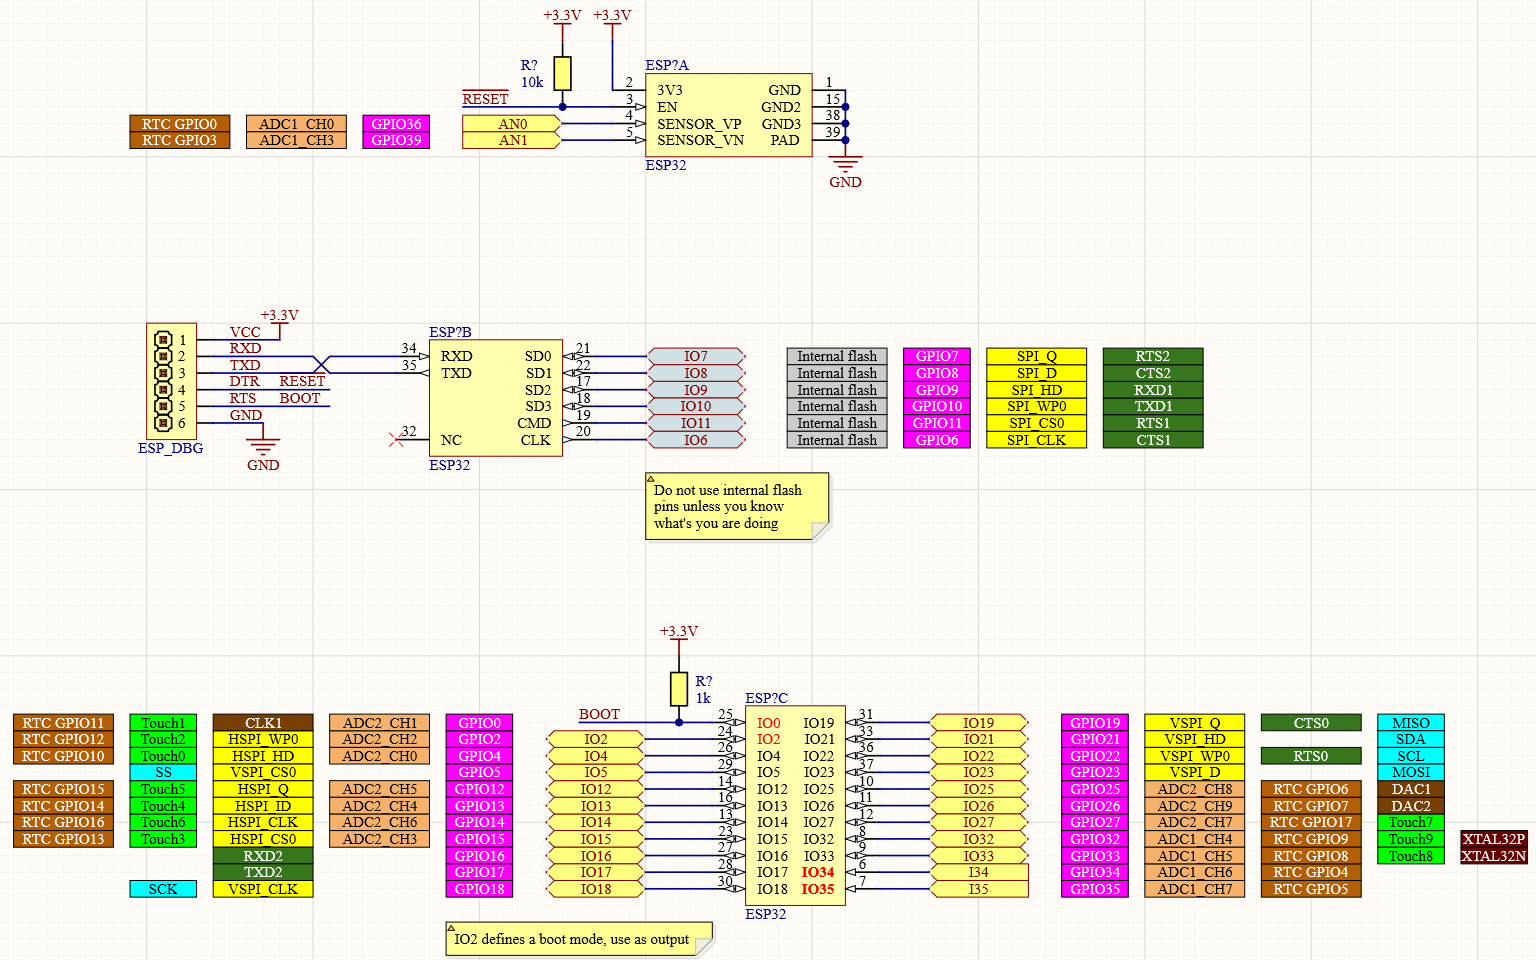 +3.3V +3.3V
R? ESP?A
10k
2 3V3 GND 1
RESET 3 EN GND2 15
RTC GPIO0 ADC1_CH0 GPIO36 AN0 4 SENSOR_VP GND3 38
RTC GPIO3 ADC1_CH3 GPIO39 AN1 5 SENSOR_VN PAD 39
ESP32
GND
+3.3V
ESP?B
1 VCC
2 RXD 34 RXD SD0 21 IO7 Internal flash GPIO7 SPI_Q RTS2
3 TXD 35 TXD SD1 22 IO8 Internal flash GPIO8 SPI_D CTS2
4 DTR RESET SD2 17 IO9 Internal flash GPIO9 SPI_HD RXD1
5 RTS BOOT SD3 18 IO10 Internal flash GPIO10 SPI_WP0 TXD1
6 GND CMD 19 IO11 Internal flash GPIO11 SPI_CS0 RTS1
32 NC CLK 20 IO6 Internal flash GPIO6 SPI_CLK CTS1
ESP_DBG
GND
ESP32
Do not use internal flash
pins unless you know
what's you are doing
+3.3V
R?
1k
ESP?C
RTC GPIO11 Touch1 CLK1 ADC2_CH1 GPIO0 BOOT 25 IO0 IO19 31 IO19 GPIO19 VSPI_Q CTS0 MISO
RTC GPIO12 Touch2 HSPI_WP0 ADC2_CH2 GPIO2 IO2 24 IO2 IO21 33 IO21 GPIO21 VSPI_HD SDA
RTC GPIO10 Touch0 HSPI_HD ADC2_CH0 GPIO4 IO4 26 IO4 IO22 36 IO22 GPIO22 VSPI_WP0 RTS0 SCL
SS VSPI_CS0 GPIO5 IO5 29 IO5 IO23 37 IO23 GPIO23 VSPI_D MOSI
RTC GPIO15 Touch5 HSPI_Q ADC2_CH5 GPIO12 IO12 14 IO12 IO25 10 IO25 GPIO25 ADC2_CH8 RTC GPIO6 DAC1
RTC GPIO14 Touch4 HSPI_ID ADC2_CH4 GPIO13 IO13 16 IO13 IO26 11 IO26 GPIO26 ADC2_CH9 RTC GPIO7 DAC2
RTC GPIO16 Touch6 HSPI_CLK ADC2_CH6 GPIO14 IO14 13 IO14 IO27 12 IO27 GPIO27 ADC2_CH7 RTC GPIO17 Touch7
RTC GPIO13 Touch3 HSPI_CS0 ADC2_CH3 GPIO15 IO15 23 IO15 IO32 8 IO32 GPIO32 ADC1_CH4 RTC GPIO9 Touch9 XTAL32P
RXD2 GPIO16 IO16 27 IO16 IO33 9 IO33 GPIO33 ADC1_CH5 RTC GPIO8 Touch8 XTAL32N
TXD2 GPIO17 IO17 28 IO17 IO34 6 I34 GPIO34 ADC1_CH6 RTC GPIO4
SCK VSPI_CLK GPIO18 IO18 30 IO18 IO35 7 I35 GPIO35 ADC1_CH7 RTC GPIO5
ESP32
IO2 defines a boot mode, use as output